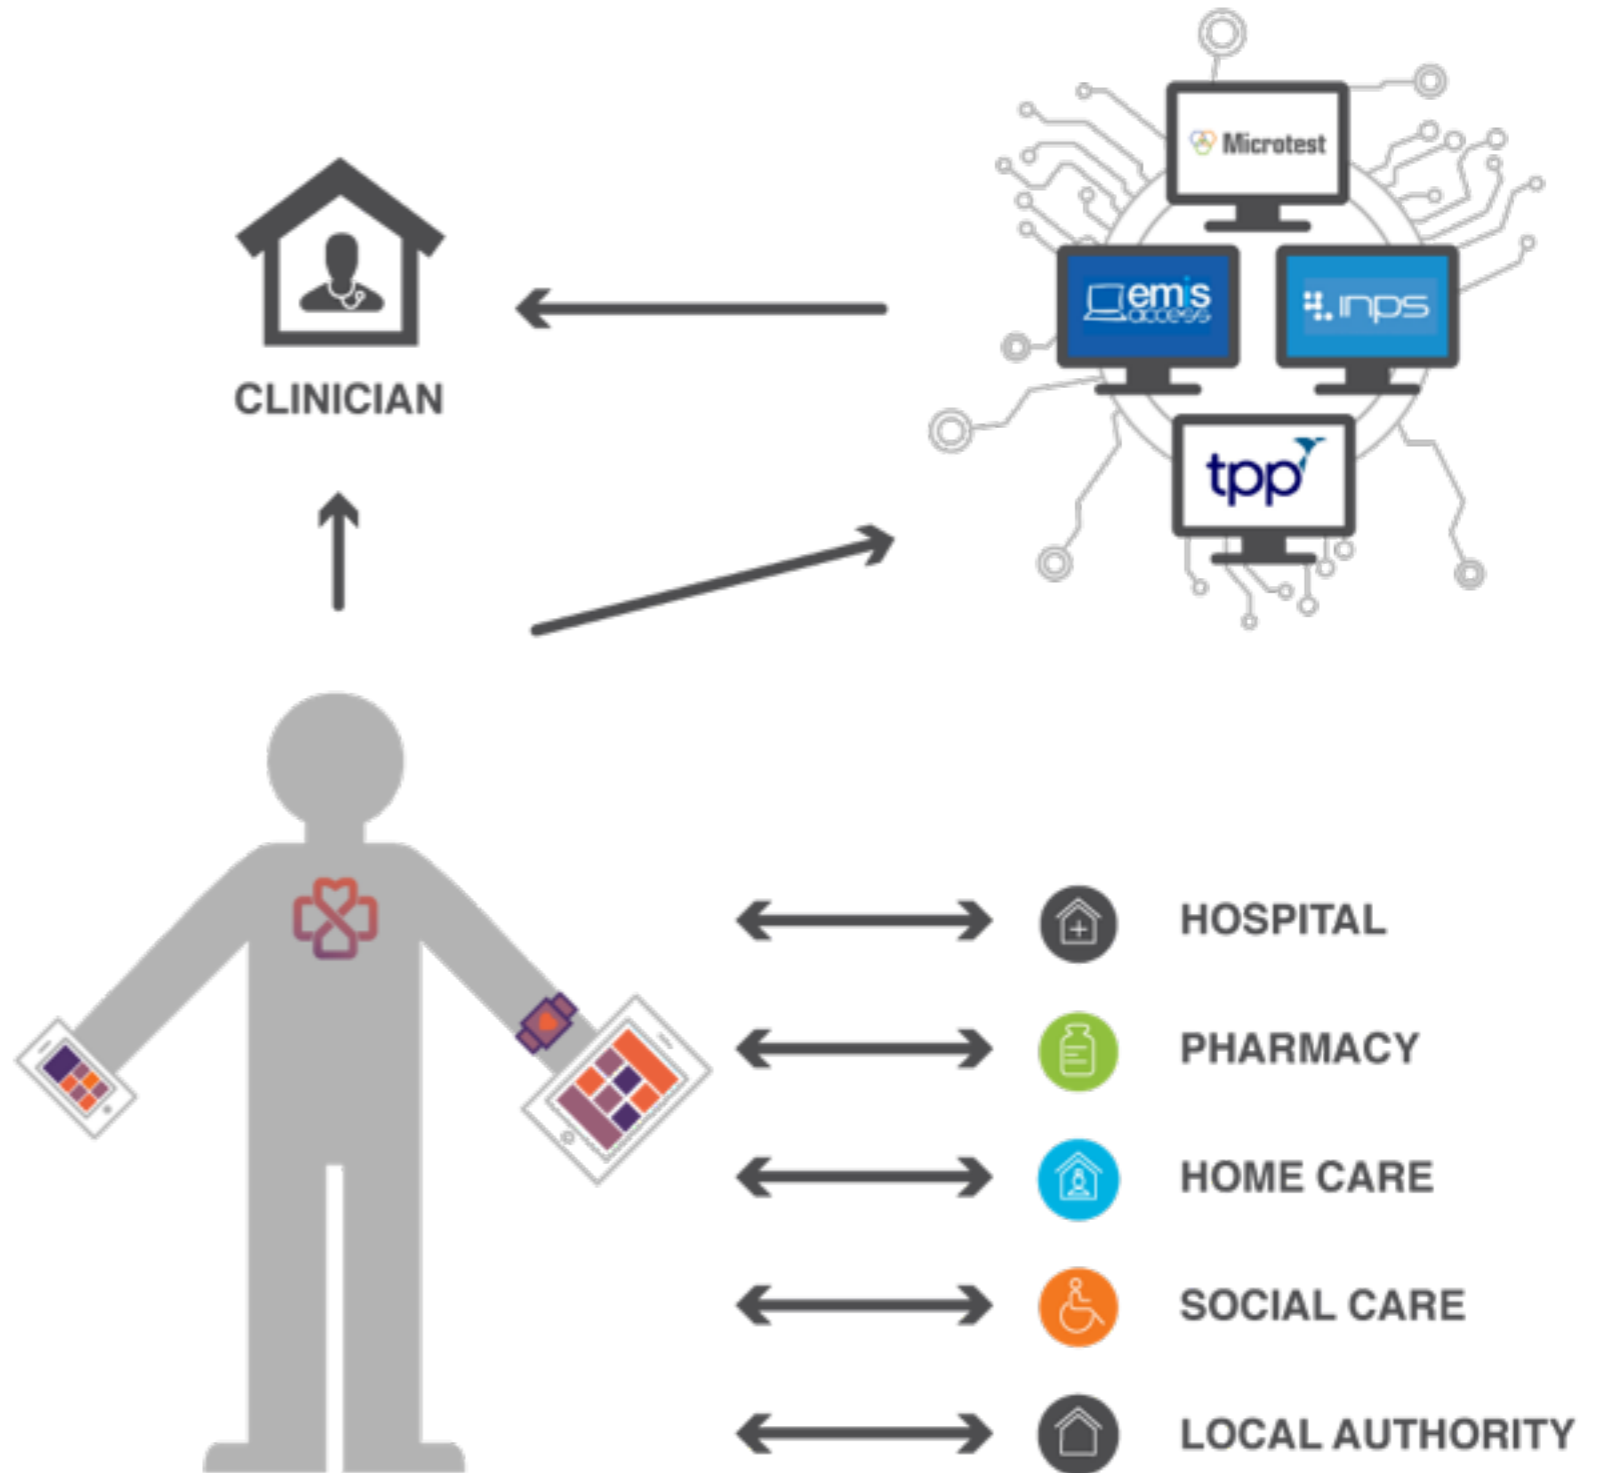 Microtest
emis
access
inps
CLINICIAN
tpp
HOSPITAL
PHARMACY
HOME CARE
SOCIAL CARE
LOCAL AUTHORITY